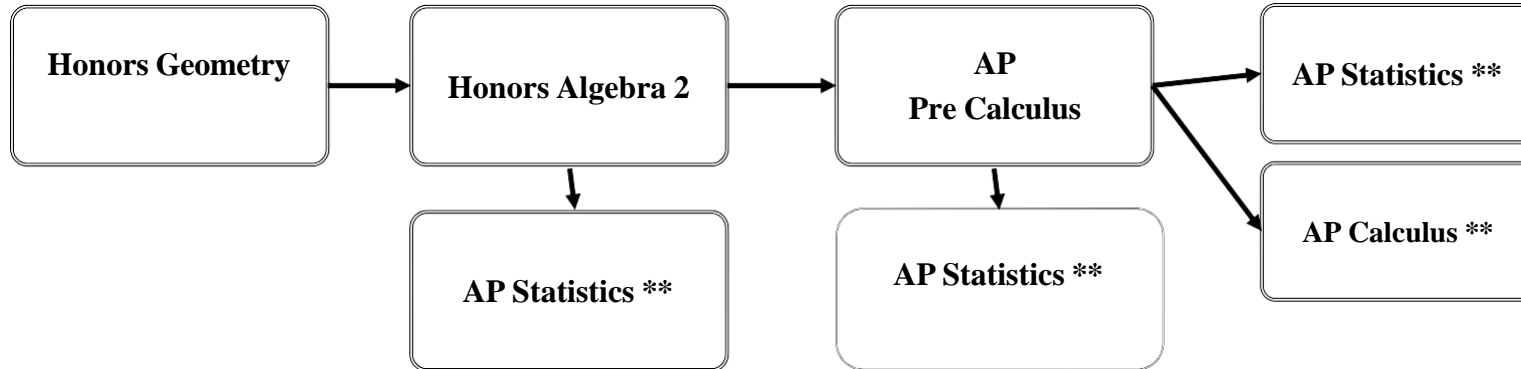 Honors Geometry
Honors Algebra 2
AP
Pre Calculus
AP Statistics **
AP Calculus **
AP Statistics **
AP Statistics **